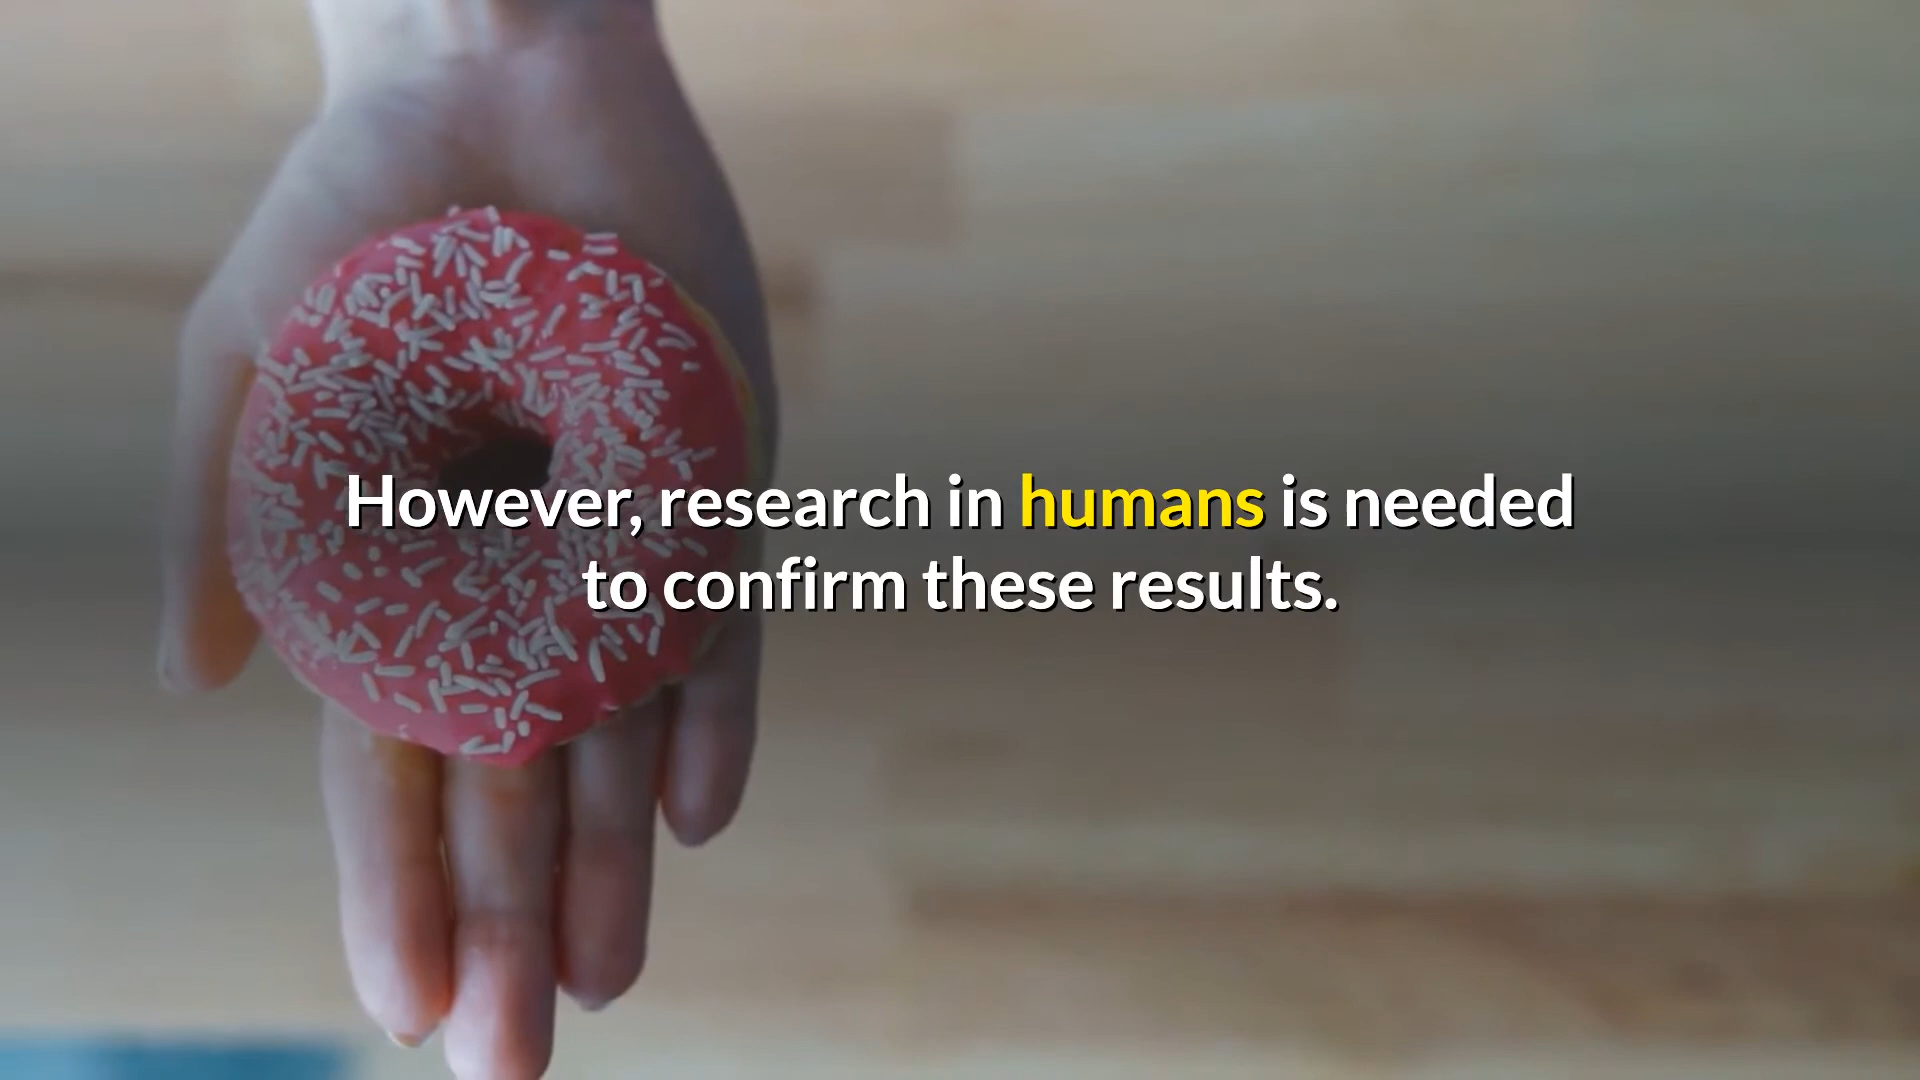 However, research in humans is needed
to confirm these results.